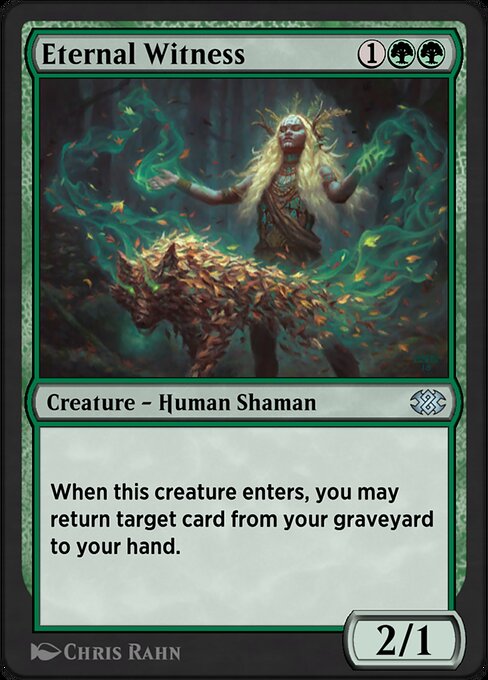 Eternal Witness 1
Creature – Human Shaman
When this creature enters, you may
return target card from your graveyard
to your hand.
2/1
Chris Rahn